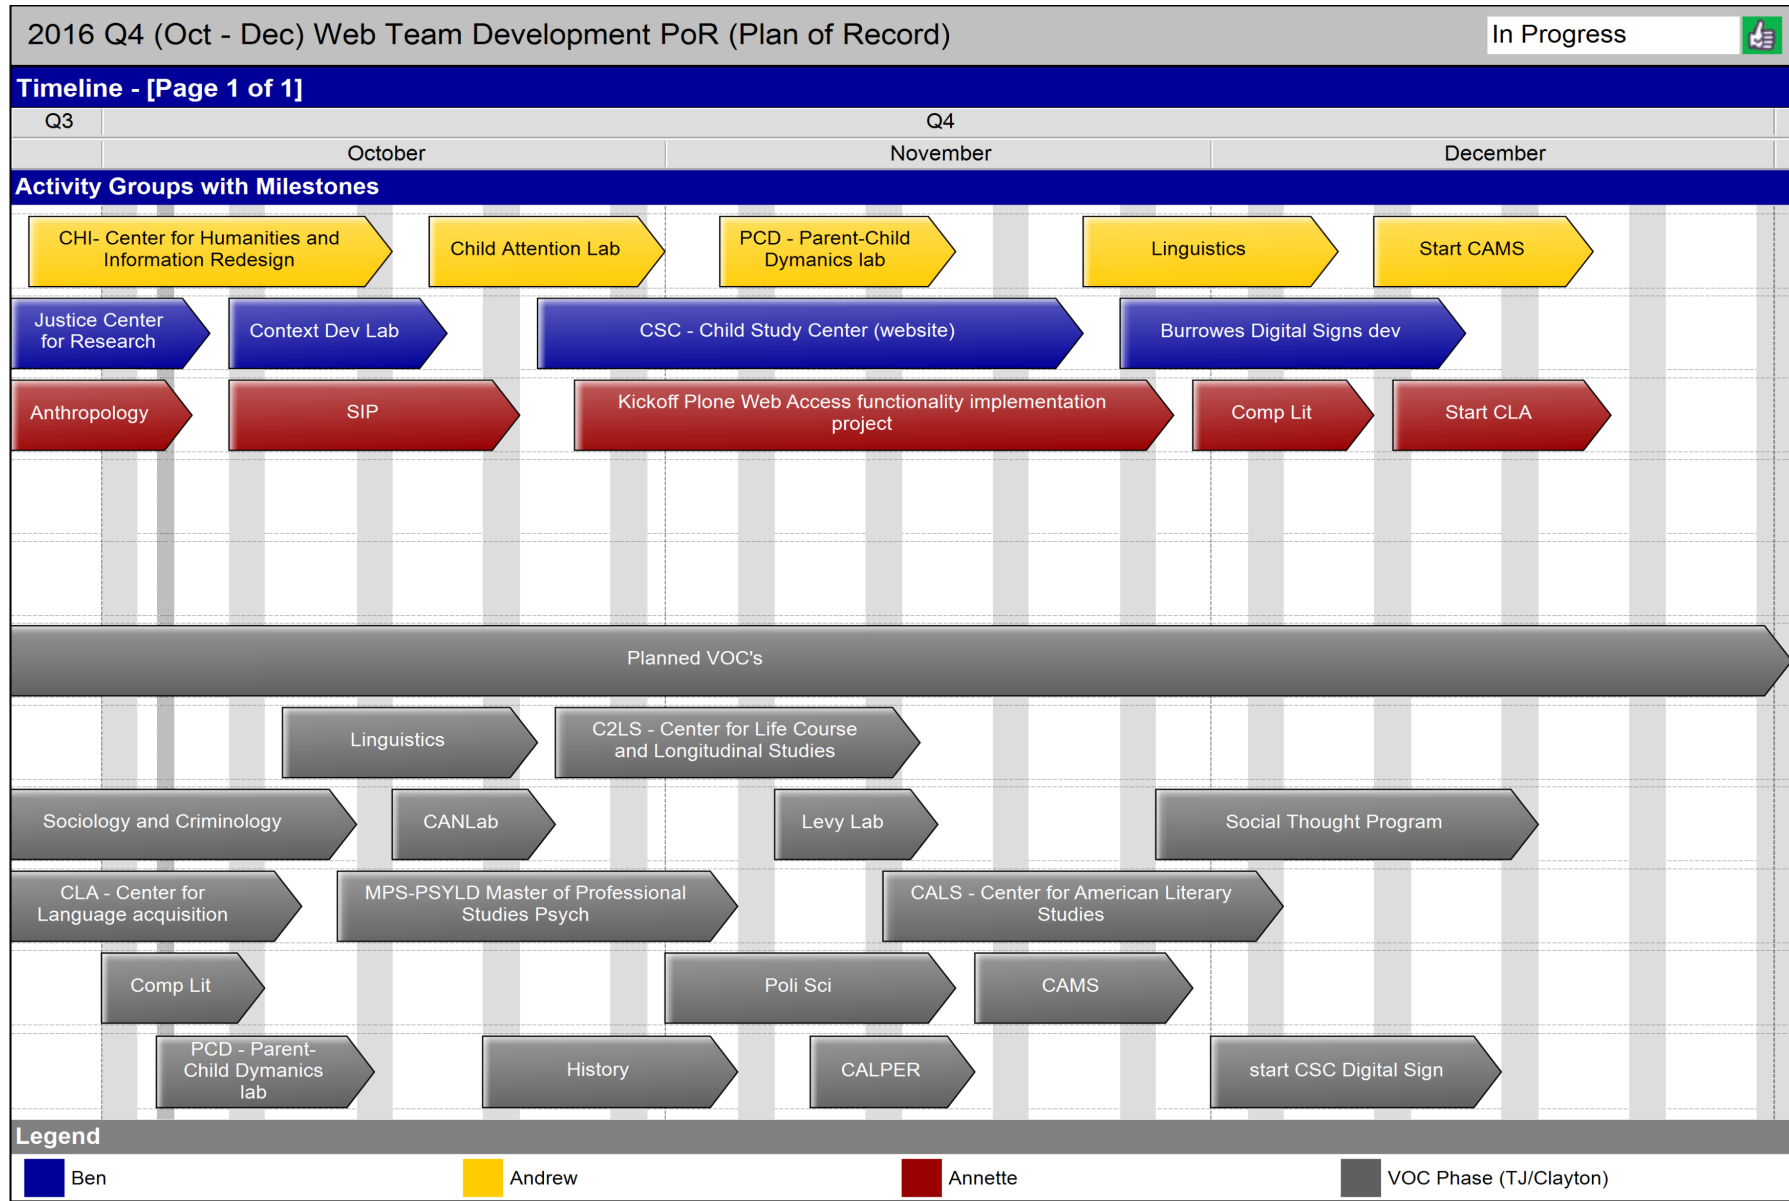 2016 Q4 (Oct - Dec) Web Team Development PoR (Plan of Record)
In Progress
Timeline - [Page 1 of 1]
Q3
Q4
October
November
December
Activity Groups with Milestones
CHI- Center for Humanities and
Information Redesign
Child Attention Lab
PCD - Parent-Child
Dymanics lab
Linguistics
Start CAMS
Justice Center
for Research
Context Dev Lab
CSC - Child Study Center (website)
Burrowes Digital Signs dev
Anthropology
SIP
Kickoff Plone Web Access functionality implementation
project
Comp Lit
Start CLA
Planned VOC's
Linguistics
C2LS - Center for Life Course
and Longitudinal Studies
Sociology and Criminology
CANLab
Levy Lab
Social Thought Program
CLA - Center for
Language acquisition
MPS-PSYLD Master of Professional
Studies Psych
CALS - Center for American Literary
Studies
Comp Lit
Poli Sci
CAMS
PCD - Parent-
Child Dymanics
lab
History
CALPER
start CSC Digital Sign
Legend
Ben
Andrew
Annette
VOC Phase (TJ/Clayton)